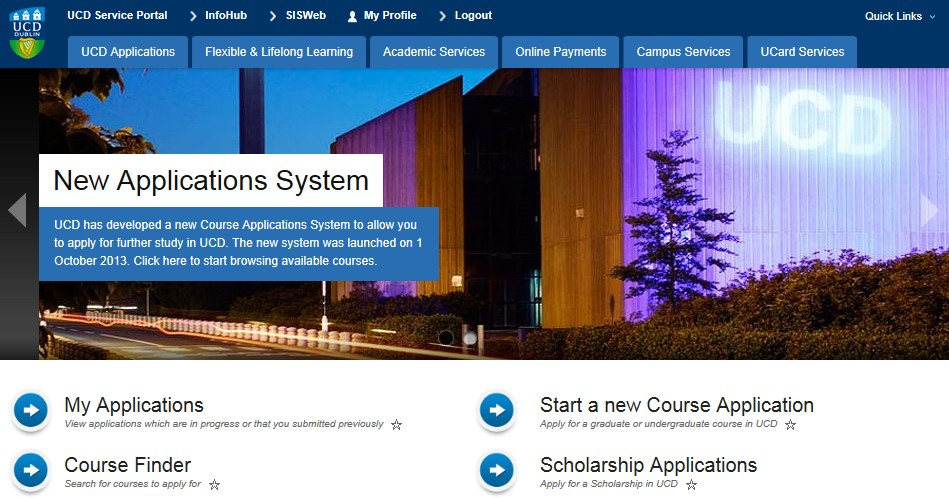 UCD
DUBLIN
UCD Service Portal
InfoHub
SISWeb
My Profile
Logout
Quick Links
UCD Applications
Flexible & Lifelong Learning
Academic Services
Online Payments
Campus Services
UCard Services
UCD
New Applications System
UCD has developed a new Course Applications System to allow you
to apply for further study in UCD. The new system was launched on 1
October 2013. Click here to start browsing available courses.
My Applications
View applications which are in progress or that you submitted previously
Start a new Course Application
Apply for a graduate or undergraduate course in UCD
Course Finder
Search for courses to apply for
Scholarship Applications
Apply for a Scholarship in UCD